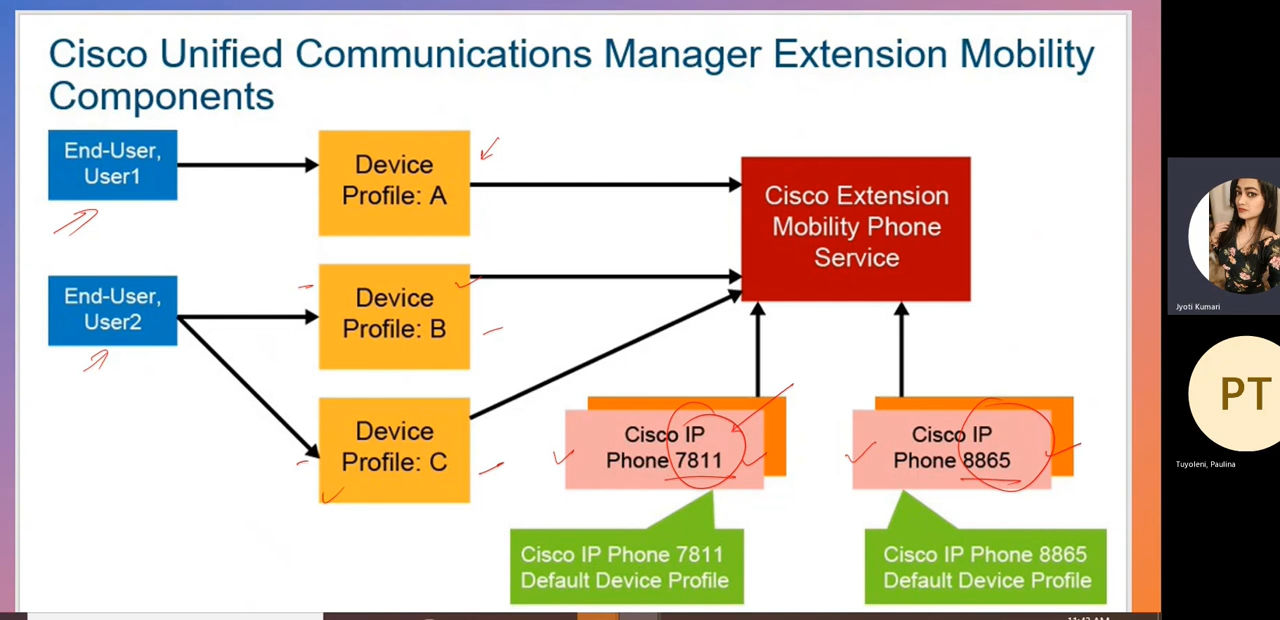 Cisco Unified Communications Manager Extension Mobility
Components
End-User,
User1
Device
Profile: A
Cisco Extension
Mobility Phone
Service
End-User,
User2
Device
Profile: B
Device
Profile: C
Cisco IP
Phone 7811
Cisco IP
Phone 8865
Cisco IP Phone 7811
Default Device Profile
Cisco IP Phone 8865
Default Device Profile
Jyoti Kumari
PT
Tuyoleni, Paulina